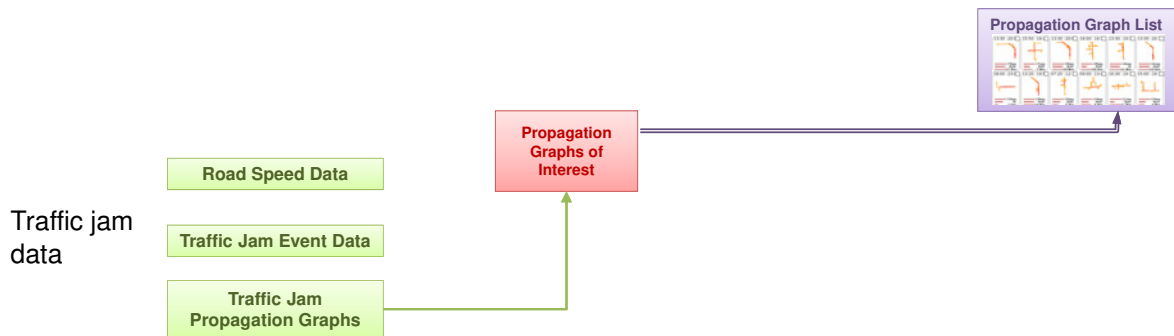 Propagation Graph List
Propagation
Graphs of
Interest
Road Speed Data
Traffic jam
data
Traffic Jam Event Data
Traffic Jam
Propagation Graphs